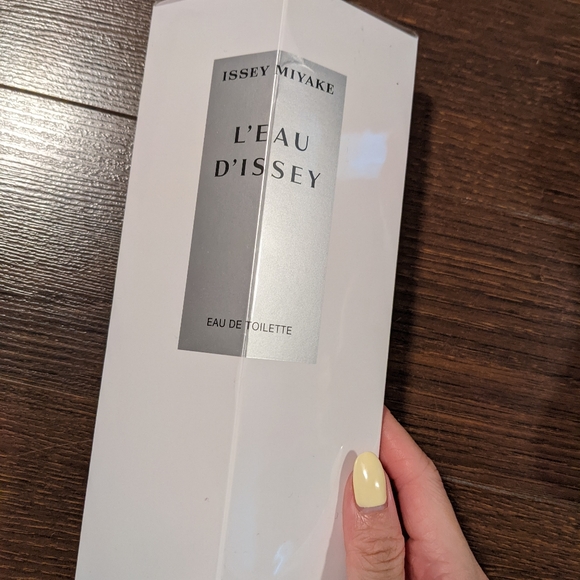 ISSEY MIYAKE
L'EAU
D'ISSEY
EAU DE TOILETTE